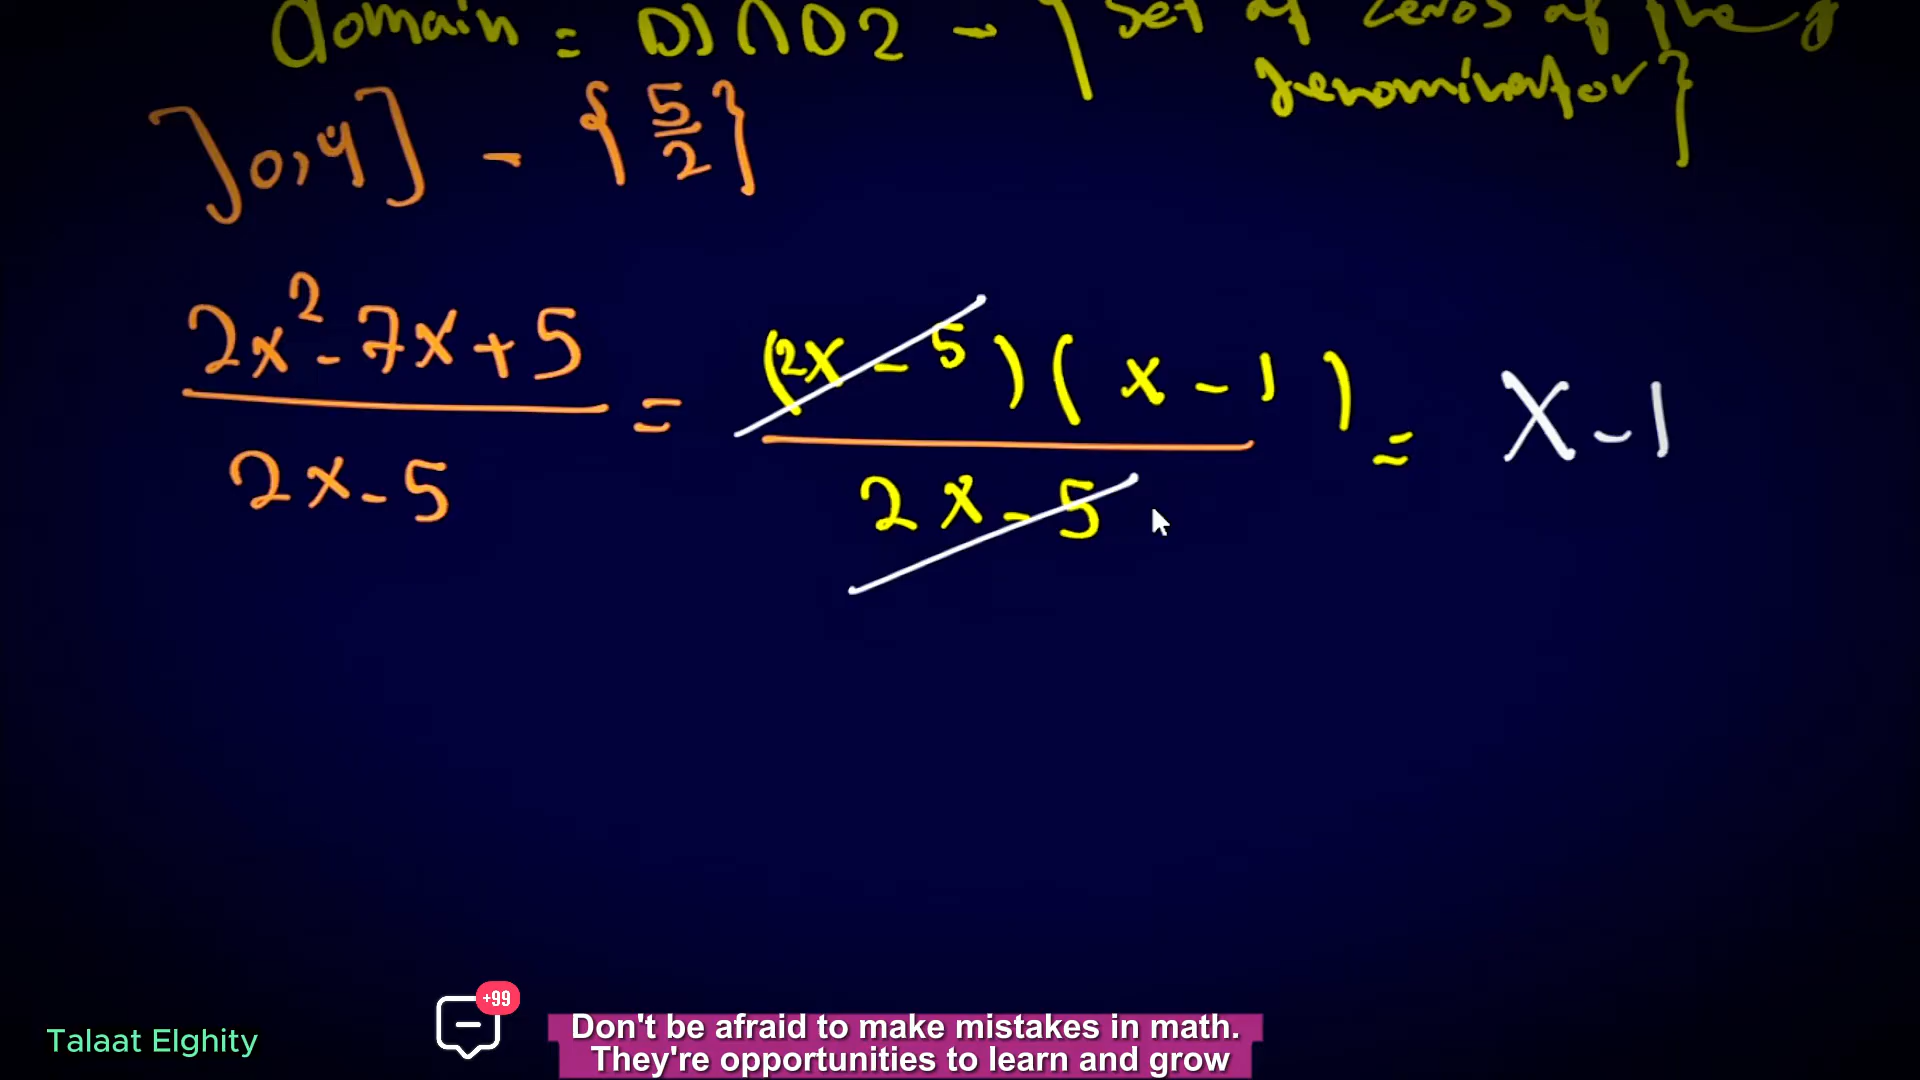 domain = D1 ∩ D2 - { set of zeros of the
denominator}
]0,4] - {5/2}
(2x² - 7x + 5)/(2x - 5) = ((2x - 5)(x - 1))/(2x - 5) = x - 1
+99
Talaat Elghity
Don't be afraid to make mistakes in math.
They're opportunities to learn and grow